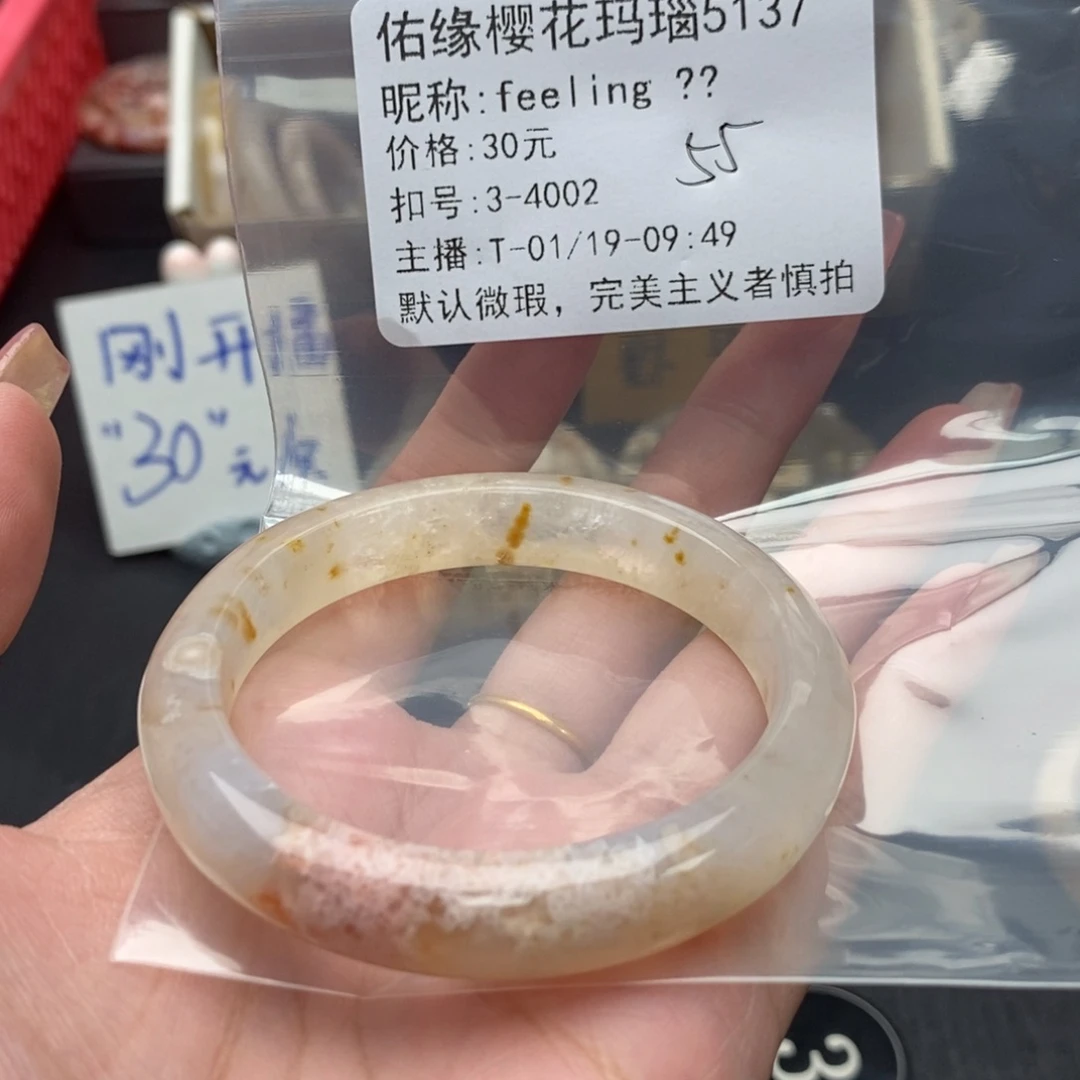 佑缘樱花玛瑙5137
昵称:feeling ??
价格:30元
55
扣号:3-4002
主播:T-01/19-09:49
默认微瑕，完美主义者慎拍
刚开播
"30"元
3